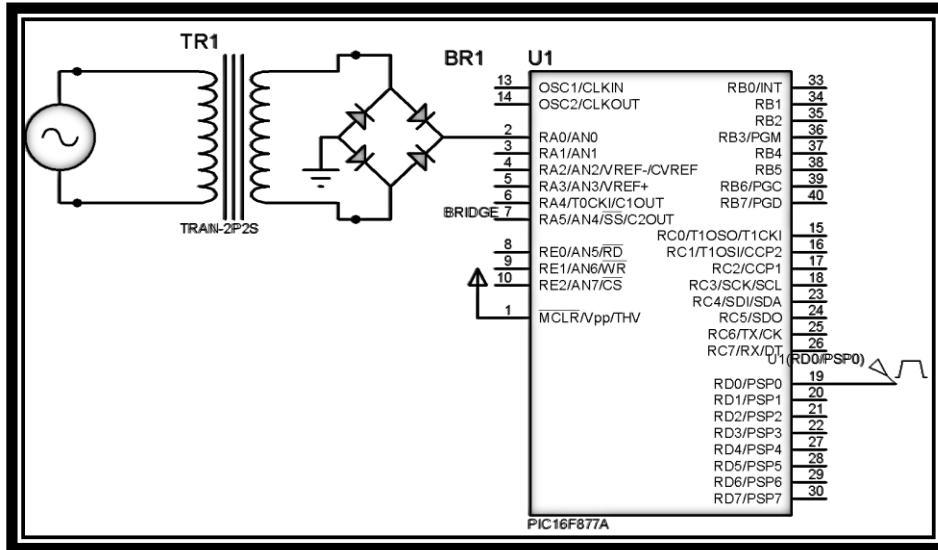 TR1
TRAN-2P2S
BR1
BRIDGE
U1
13 OSC1/CLKIN
14 OSC2/CLKOUT
2 RA0/AN0
3 RA1/AN1
4 RA2/AN2/VREF-/CVREF
5 RA3/AN3/VREF+
6 RA4/T0CKI/C1OUT
7 RA5/AN4/SS/C2OUT
8 RE0/AN5/RD
9 RE1/AN6/WR
10 RE2/AN7/CS
1 MCLR/Vpp/THV
RB0/INT 33
RB1 34
RB2 35
RB3/PGM 36
RB4 37
RB5 38
RB6/PGC 39
RB7/PGD 40
RC0/T1OSO/T1CKI 15
RC1/T1OSI/CCP2 16
RC2/CCP1 17
RC3/SCK/SCL 18
RC4/SDI/SDA 23
RC5/SDO 24
RC6/TX/CK 25
RC7/RX/DT 26
U1(RD0/PSP0)
RD0/PSP0 19
RD1/PSP1 20
RD2/PSP2 21
RD3/PSP3 22
RD4/PSP4 27
RD5/PSP5 28
RD6/PSP6 29
RD7/PSP7 30
PIC16F877A